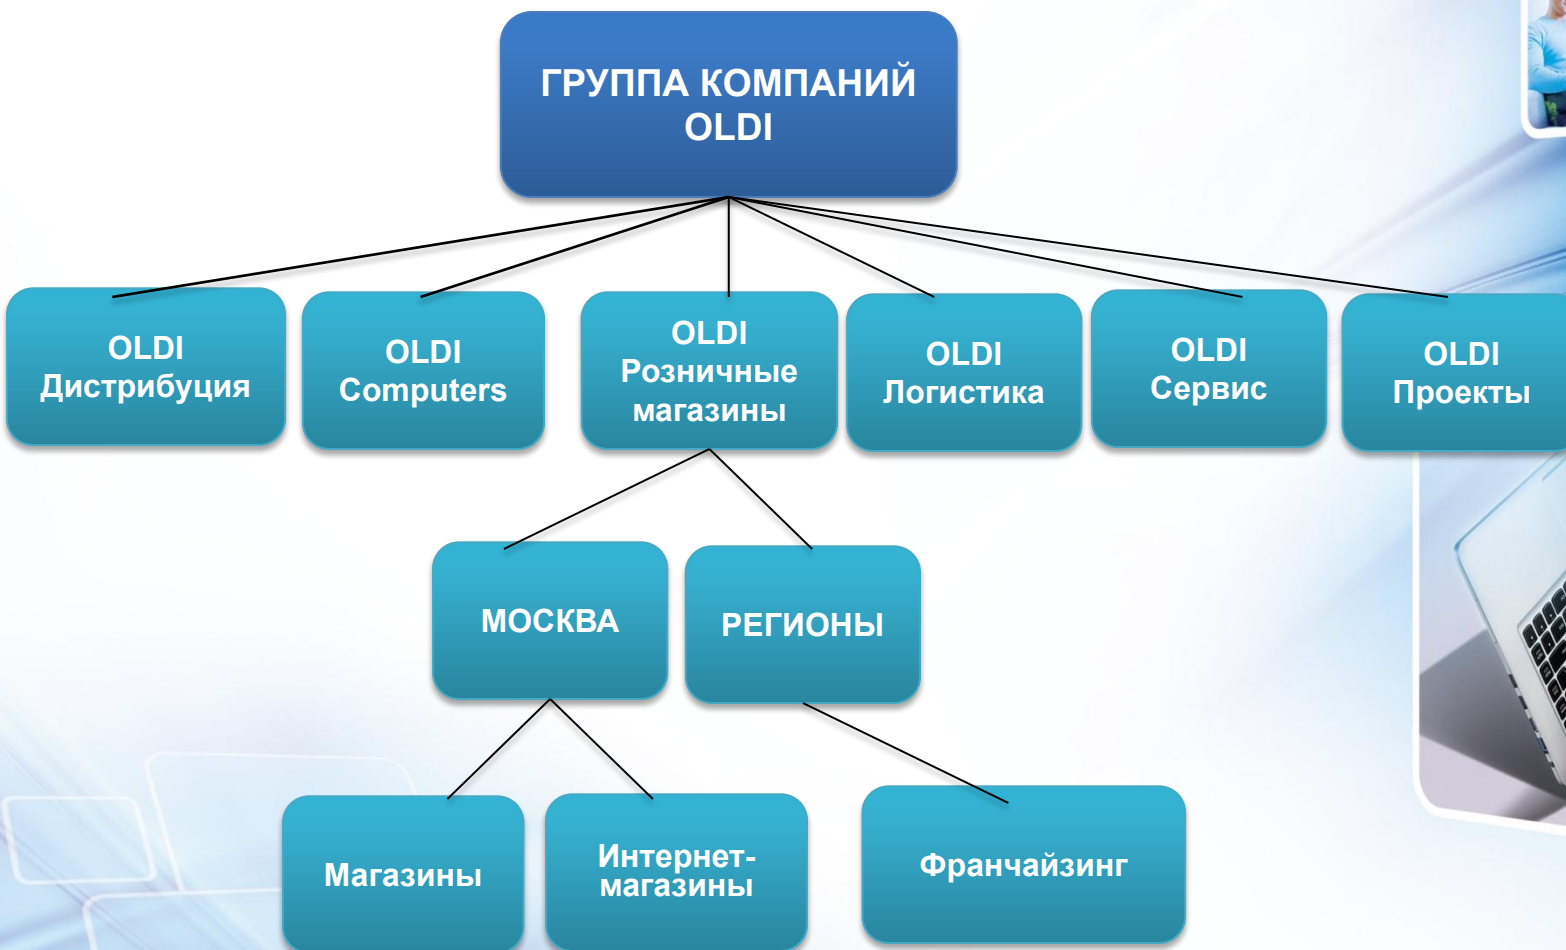 ГРУППА КОМПАНИЙ
OLDI
OLDI
Дистрибуция
OLDI
Computers
OLDI
Розничные
магазины
OLDI
Логистика
OLDI
Сервис
OLDI
Проекты
МОСКВА
РЕГИОНЫ
Магазины
Интернет-
магазины
Франчайзинг